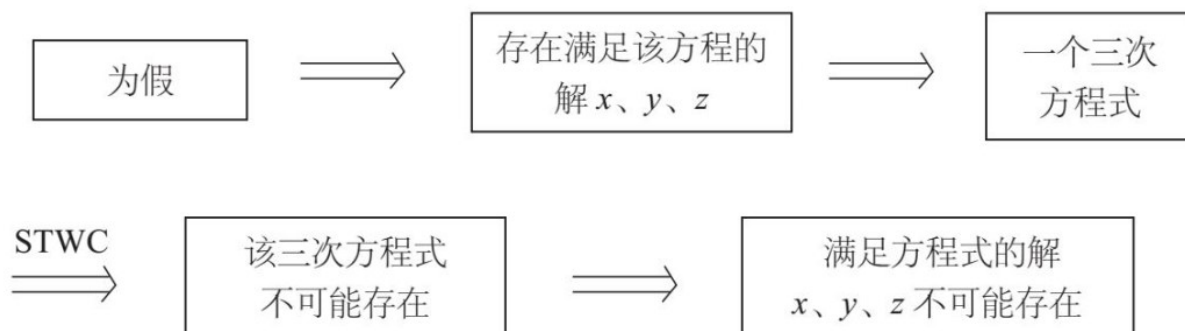 为假
存在满足该方程的
解 x、y、z
一个三次
方程式
STWC
该三次方程式
不可能存在
满足方程式的解
x、y、z 不可能存在